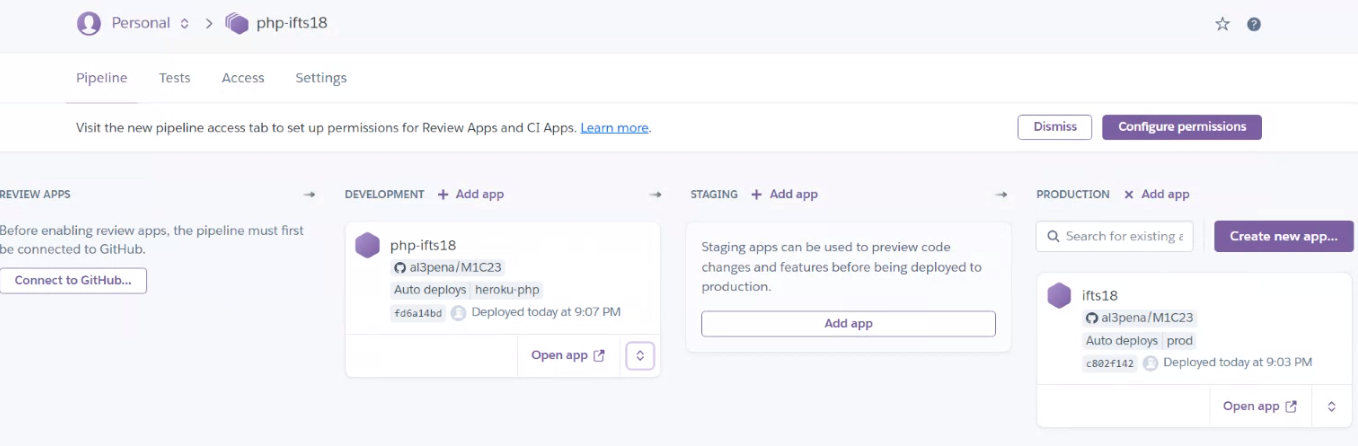 Personal > php-ifts18
Pipeline Tests Access Settings
Visit the new pipeline access tab to set up permissions for Review Apps and CI Apps. Learn more.
Dismiss Configure permissions
REVIEW APPS
Before enabling review apps, the pipeline must first
be connected to GitHub.
Connect to GitHub...
DEVELOPMENT + Add app
php-ifts18
al3pena/M1C23
Auto deploys heroku-php
fd6a14bd Deployed today at 9:07 PM
Open app
STAGING + Add app
Staging apps can be used to preview code
changes and features before being deployed to
production.
Add app
PRODUCTION × Add app
Search for existing a
Create new app...
ifts18
al3pena/M1C23
Auto deploys prod
c802f142 Deployed today at 9:03 PM
Open app